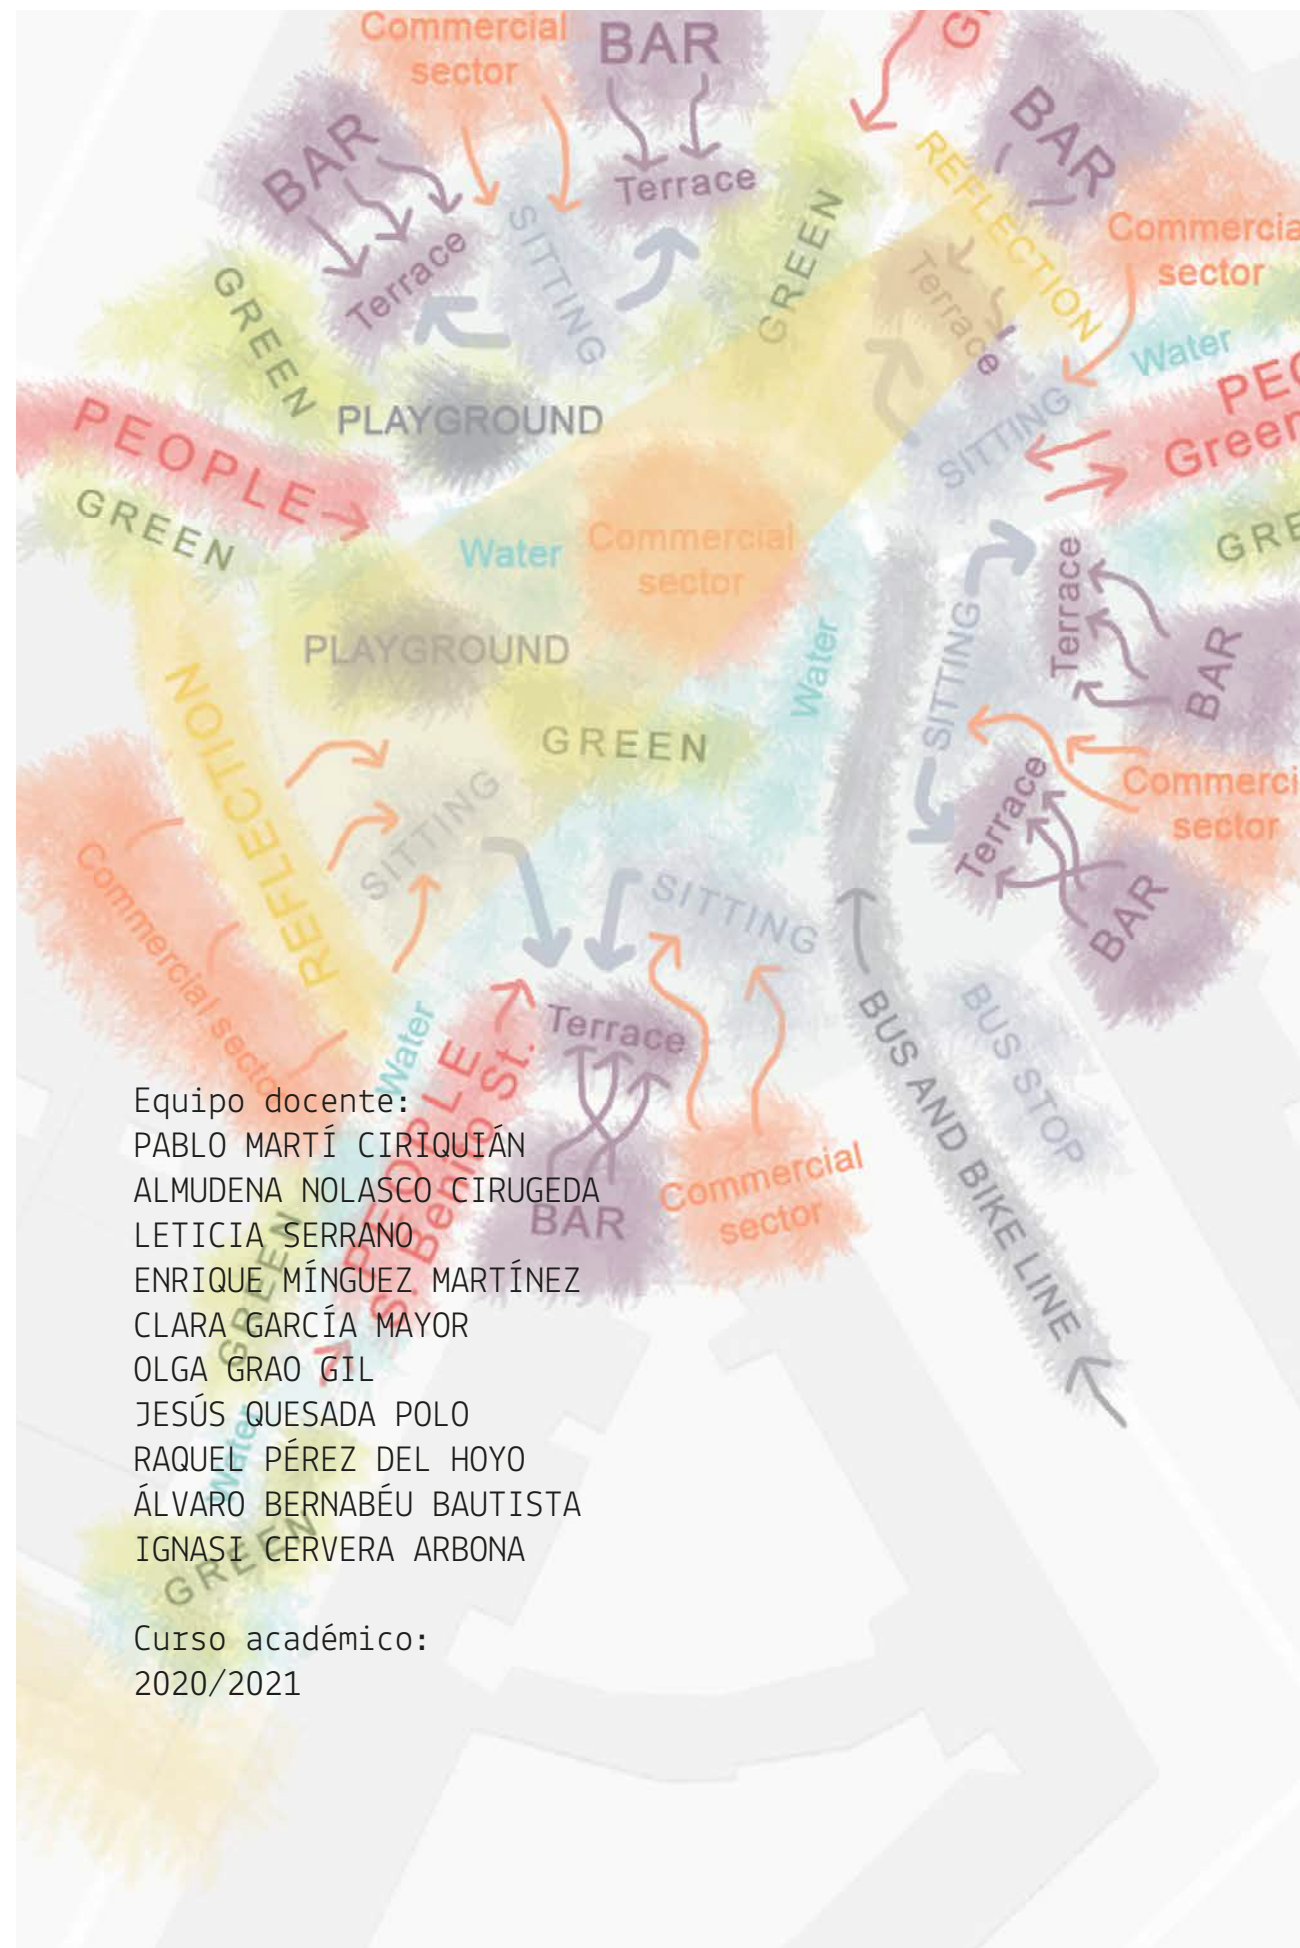 Commercial
sector
BAR
G
BAR
BAR
REFLECTION
Terrace
SITTING
GREEN
Commercia
sector
Terrace
Terrace
GREEN
Water
PLAYGROUND
SITTING
PEO
Green
PEOPLE
GREEN
Water
Commercial
sector
Terrace
GRE
PLAYGROUND
Water
SITTING
BAR
REFLECTION
GREEN
Commerci
sector
Terrace
SITTING
SITTING
BAR
Commercial sector
Water
Terrace
BUS STOP
BUS AND BIKE LINE
PEOPLE
S. Benito St.
BAR
Commercial
sector
GREEN
Water
GREEN
Equipo docente:
PABLO MARTÍ CIRIQUIÁN
ALMUDENA NOLASCO CIRUGEDA
LETICIA SERRANO
ENRIQUE MÍNGUEZ MARTÍNEZ
CLARA GARCÍA MAYOR
OLGA GRAO GIL
JESÚS QUESADA POLO
RAQUEL PÉREZ DEL HOYO
ÁLVARO BERNABÉU BAUTISTA
IGNASI CERVERA ARBONA
Curso académico:
2020/2021